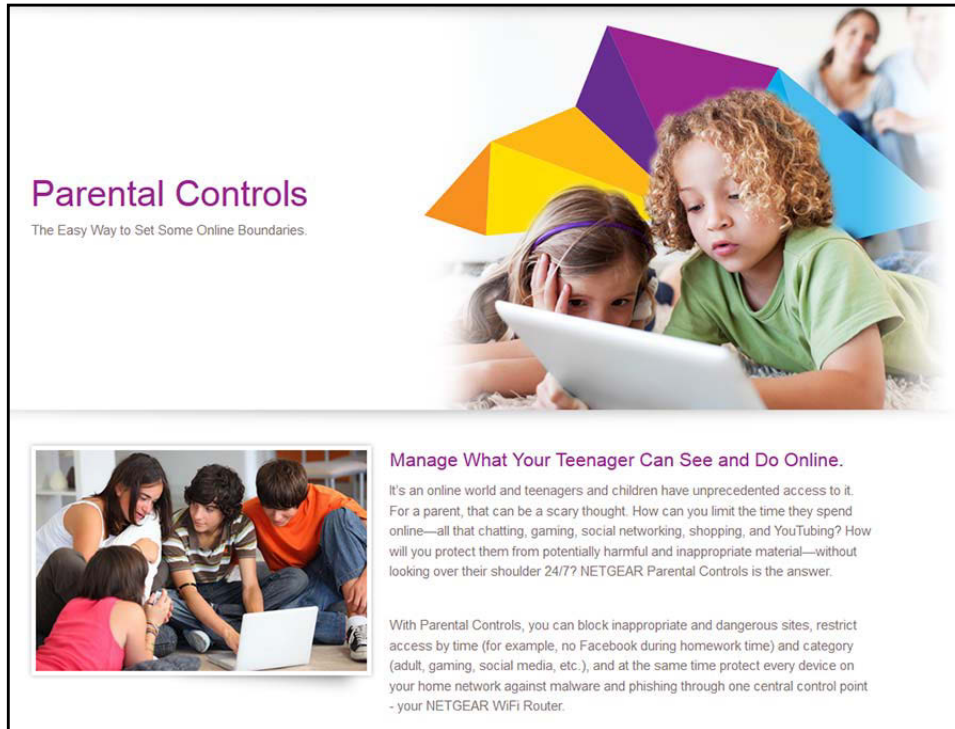 Parental Controls
The Easy Way to Set Some Online Boundaries.
Manage What Your Teenager Can See and Do Online.
It's an online world and teenagers and children have unprecedented access to it.
For a parent, that can be a scary thought. How can you limit the time they spend
online—all that chatting, gaming, social networking, shopping, and YouTubing? How
will you protect them from potentially harmful and inappropriate material—without
looking over their shoulder 24/7? NETGEAR Parental Controls is the answer.
With Parental Controls, you can block inappropriate and dangerous sites, restrict
access by time (for example, no Facebook during homework time) and category
(adult, gaming, social media, etc.), and at the same time protect every device on
your home network against malware and phishing through one central control point
- your NETGEAR WiFi Router.